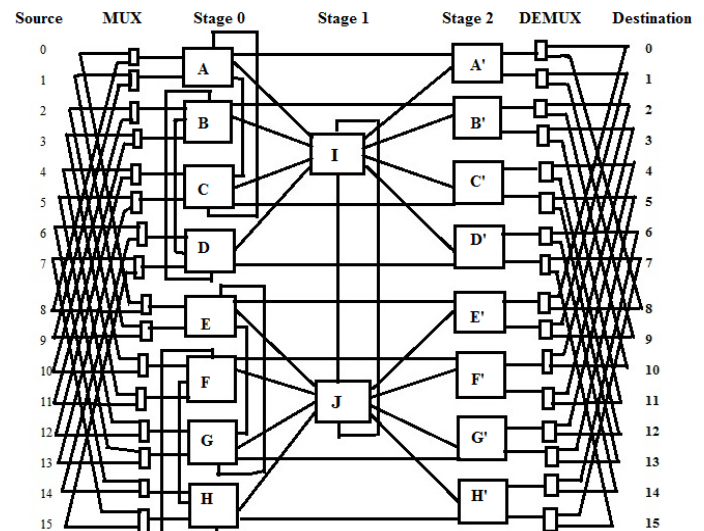 Source MUX Stage 0 Stage 1 Stage 2 DEMUX Destination
0 0
A A'
1 1
2 2
B B'
3 3
I
4 4
C C'
5 5
6 6
D D'
7 7
8 8
E E'
9 9
10 10
F F'
11 11
J
12 12
G G'
13 13
14 14
H H'
15 15